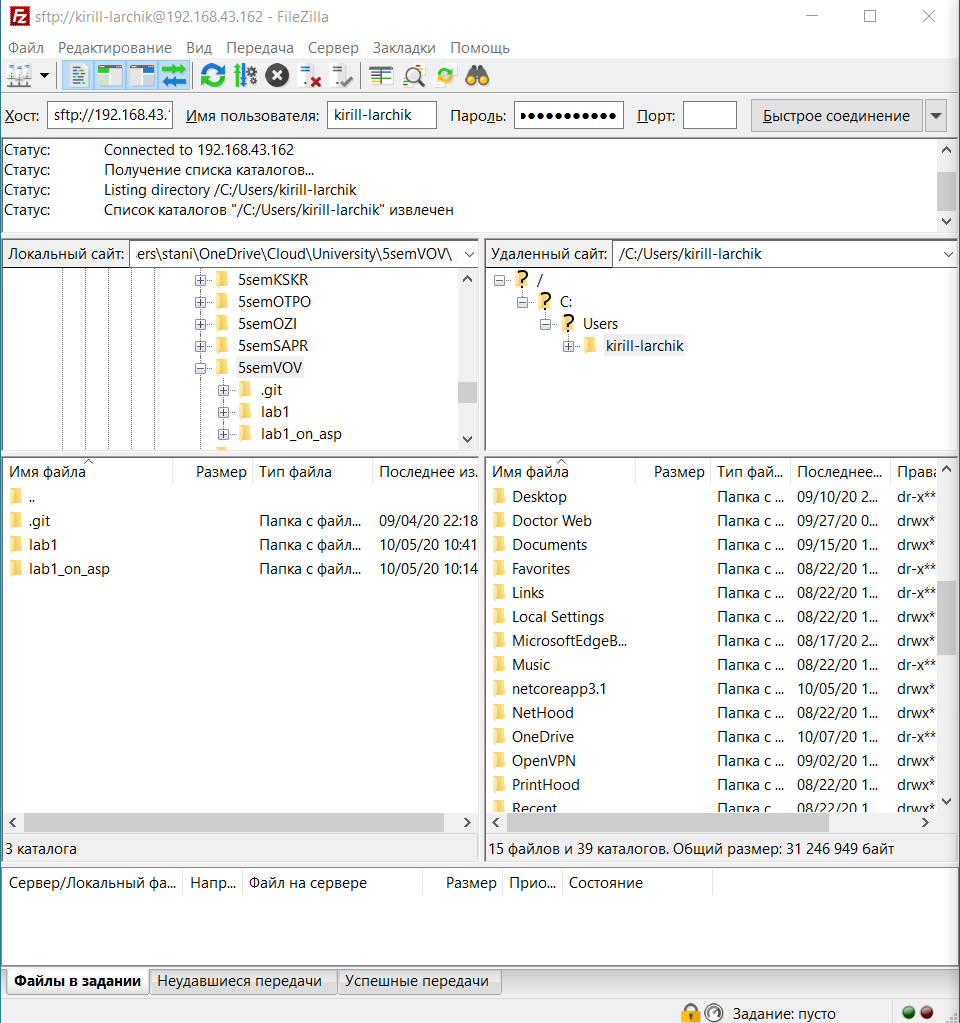 sftp://kirill-larchik@192.168.43.162 - FileZilla
Файл Редактирование Вид Передача Сервер Закладки Помощь
Хост: sftp://192.168.43. Имя пользователя: kirill-larchik Пароль: ●●●●●●●●●●● Порт: Быстрое соединение
Статус: Connected to 192.168.43.162
Статус: Получение списка каталогов...
Статус: Listing directory /C:/Users/kirill-larchik
Статус: Список каталогов "/C:/Users/kirill-larchik" извлечен
Локальный сайт: ers\stani\OneDrive\Cloud\University\5semVOV\
5semKSKR
5semOTPO
5semOZI
5semSAPR
5semVOV
.git
lab1
lab1_on_asp
Удаленный сайт: /C:/Users/kirill-larchik
/
C:
Users
kirill-larchik
Имя файла Размер Тип файла Последнее из.
..
.git Папка с файл... 09/04/20 22:18
lab1 Папка с файл... 10/05/20 10:41
lab1_on_asp Папка с файл... 10/05/20 10:14
3 каталога
Имя файла Размер Тип фай... Последнее... Права
Desktop Папка с ... 09/10/20 2... dr-x**
Doctor Web Папка с ... 09/27/20 0... drwx*
Documents Папка с ... 09/15/20 1... drwx*
Favorites Папка с ... 08/22/20 1... dr-x**
Links Папка с ... 08/22/20 1... dr-x**
Local Settings Папка с ... 08/22/20 1... drwx*
MicrosoftEdgeB... Папка с ... 08/17/20 2... drwx*
Music Папка с ... 08/22/20 1... dr-x**
netcoreapp3.1 Папка с ... 10/05/20 1... drwx*
NetHood Папка с ... 08/22/20 1... drwx*
OneDrive Папка с ... 10/07/20 1... dr-x**
OpenVPN Папка с ... 09/02/20 1... drwx*
PrintHood Папка с ... 08/22/20 1... drwx*
Recent Папка с ... 08/22/20 1... drwx*
15 файлов и 39 каталогов. Общий размер: 31 246 949 байт
Сервер/Локальный фа... Напр... Файл на сервере Размер Прио... Состояние
Файлы в задании Неудавшиеся передачи Успешные передачи
Задание: пусто